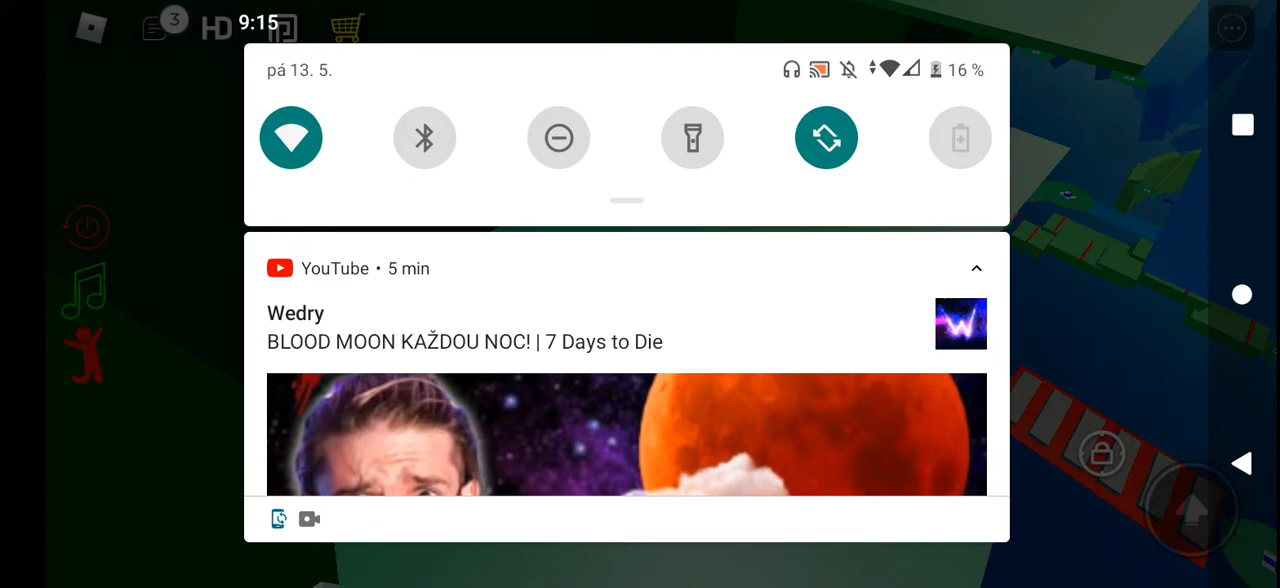 3
HD
9:15
pá 13. 5.
16 %
YouTube • 5 min
Wedry
BLOOD MOON KAŽDOU NOC! | 7 Days to Die
W